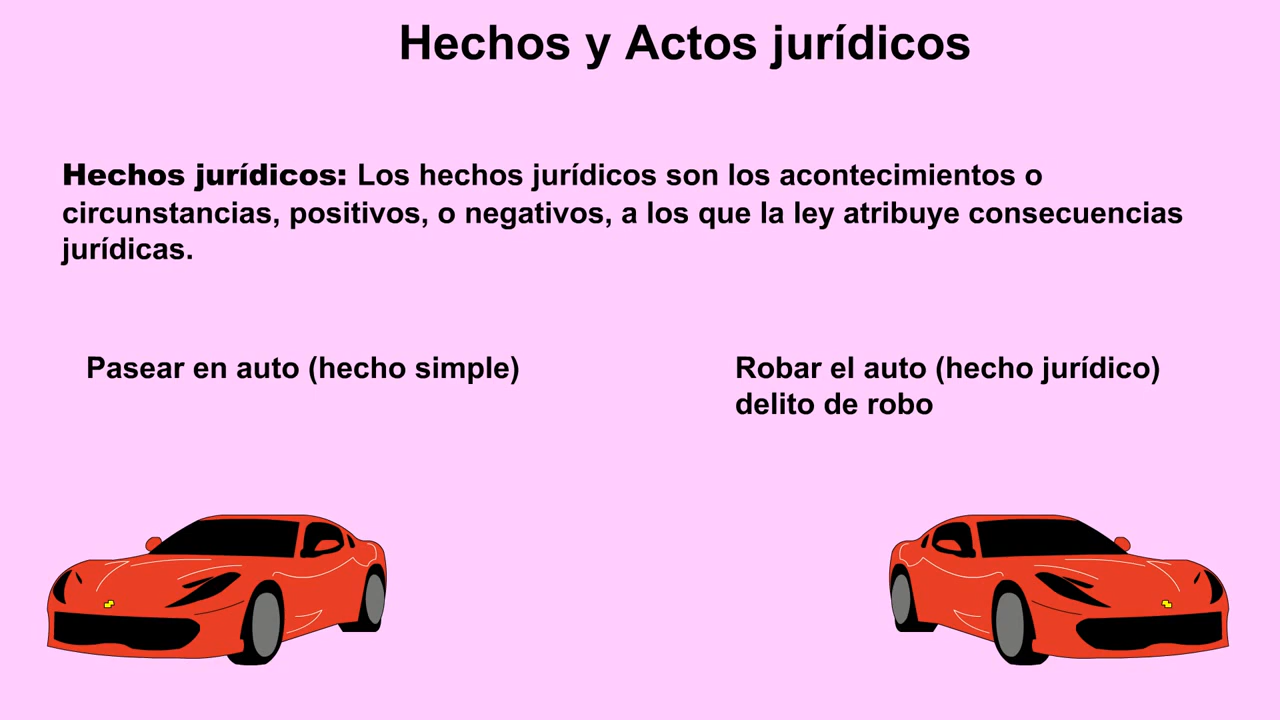 Hechos y Actos jurídicos
Hechos jurídicos: Los hechos jurídicos son los acontecimientos o
circunstancias, positivos, o negativos, a los que la ley atribuye consecuencias
jurídicas.
Pasear en auto (hecho simple)
Robar el auto (hecho jurídico)
delito de robo